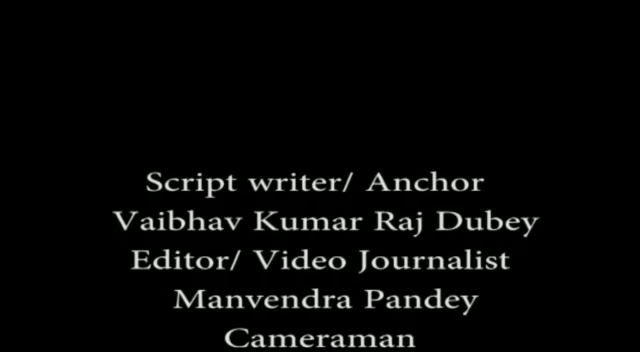 Script writer/ Anchor
Vaibhav Kumar Raj Dubey
Editor/ Video Journalist
Manvendra Pandey
Cameraman